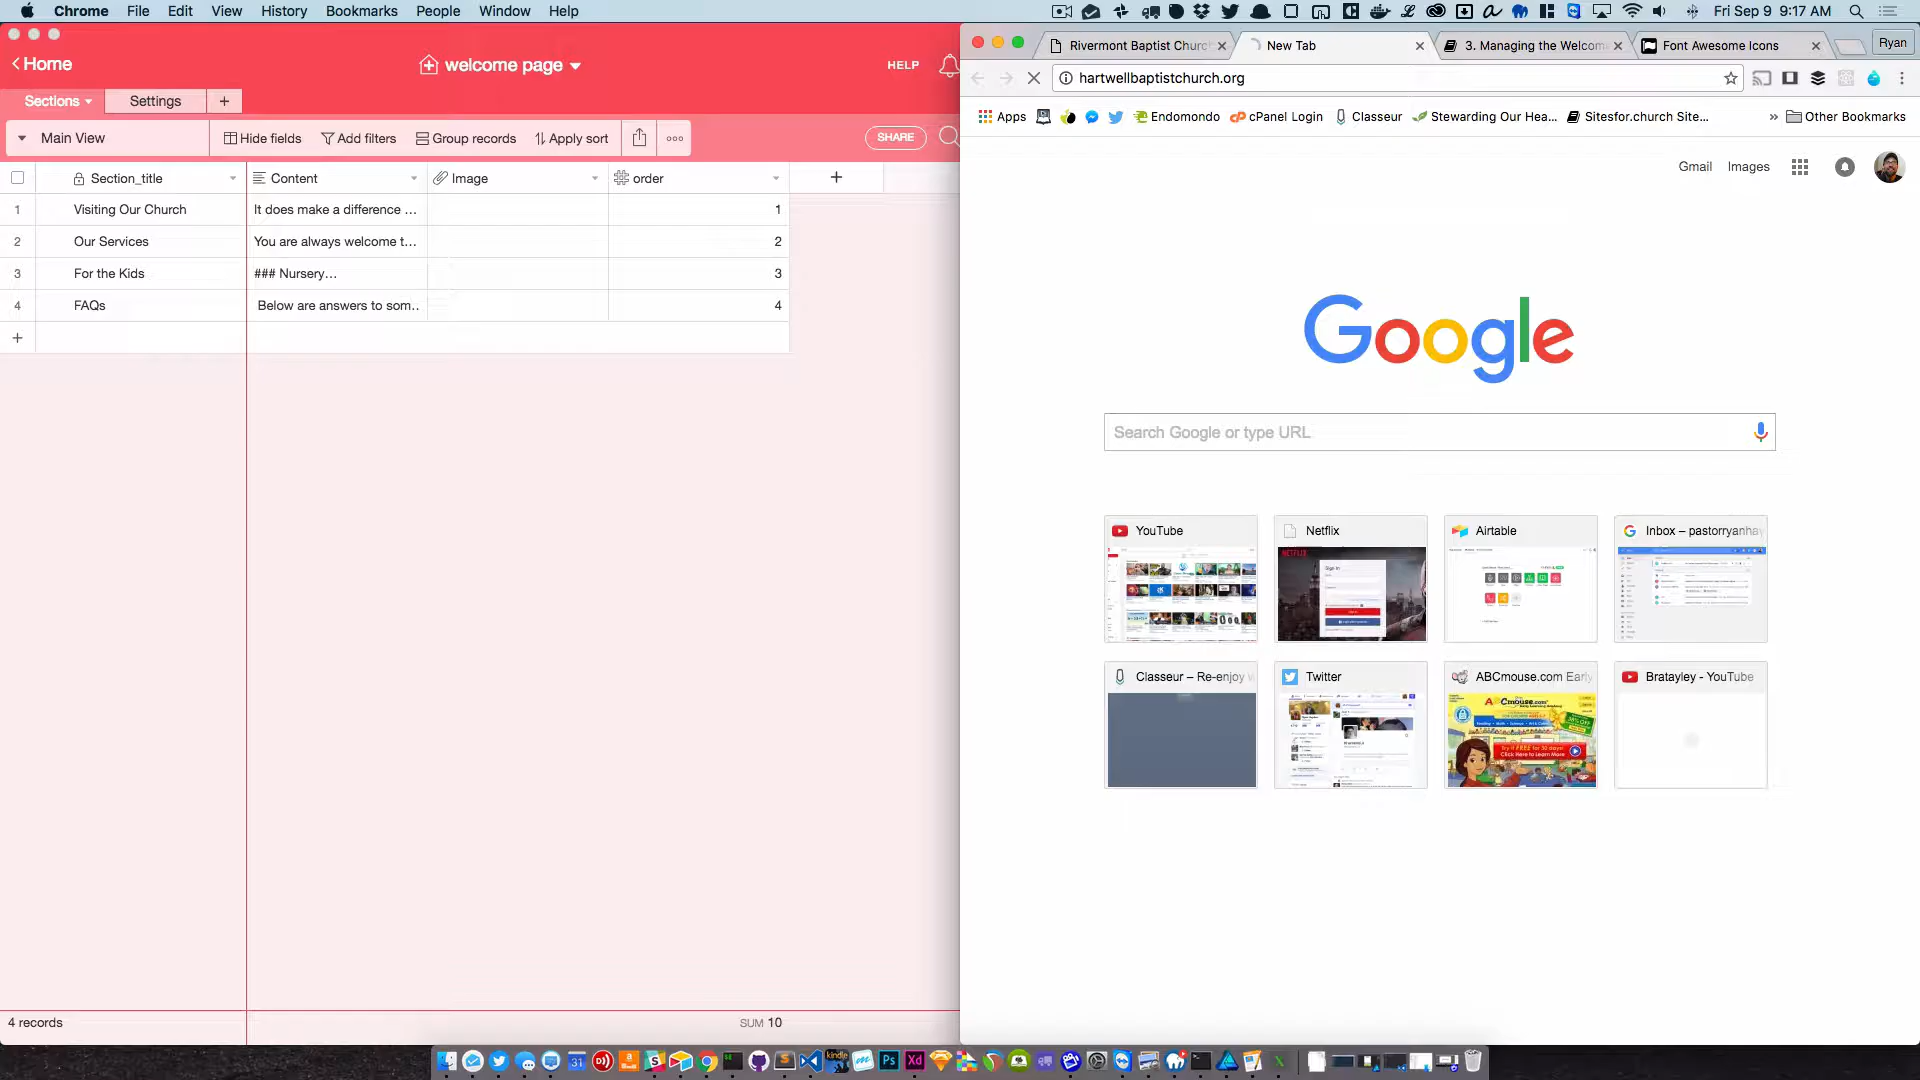 Chrome File Edit View History Bookmarks People Window Help
Fri Sep 9 9:17 AM
Home
welcome page
HELP
Sections Settings +
Main View
Hide fields Add filters Group records Apply sort
SHARE
Section_title Content Image order +
1 Visiting Our Church It does make a difference ... 1
2 Our Services You are always welcome t... 2
3 For the Kids ### Nursery... 3
4 FAQs Below are answers to som.. 4
+
4 records
SUM 10
Rivermont Baptist Churc
New Tab
3. Managing the Welcom
Font Awesome Icons
Ryan
hartwellbaptistchurch.org
Apps Endomondo cPanel Login Classeur Stewarding Our Hea... Sitesfor.church Site... » Other Bookmarks
Gmail Images
Google
Search Google or type URL
YouTube Netflix Airtable Inbox – pastorryanhay
Classeur – Re-enjoy Twitter ABCmouse.com Early Bratayley - YouTube